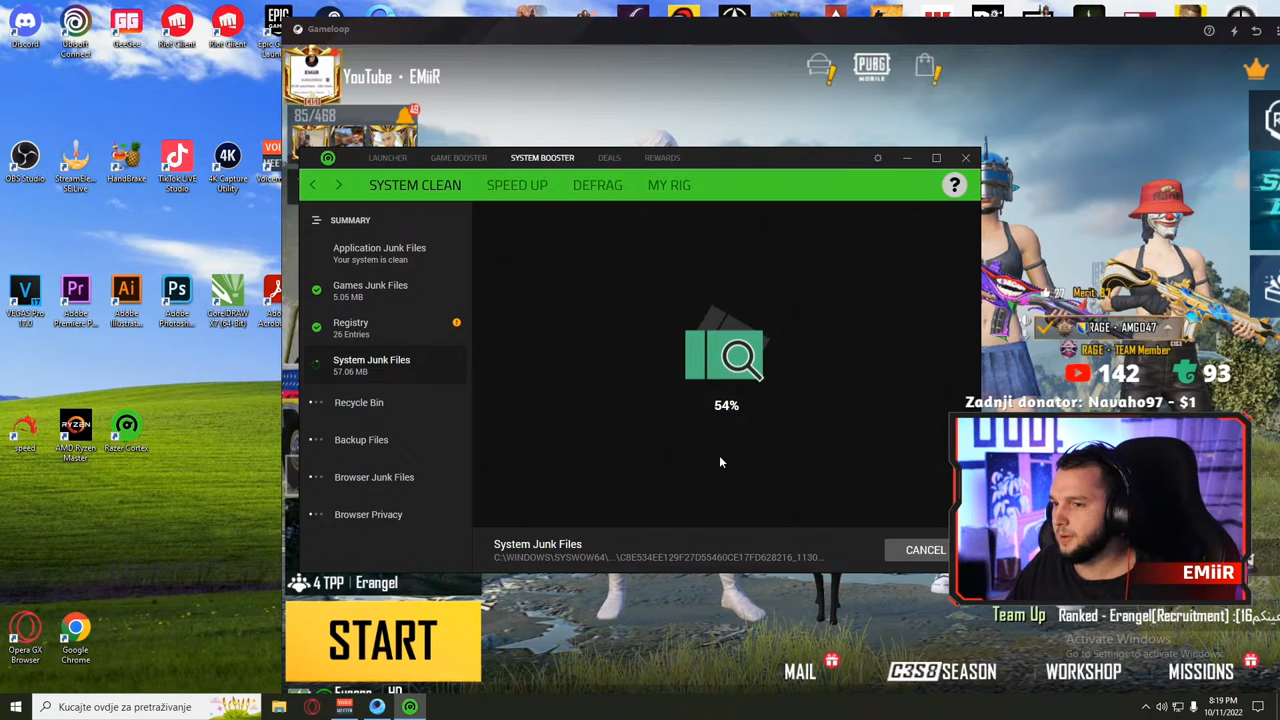 Discord
Ubisoft Connect
GeeGee
Riot Client
Riot Client
OBS Studio
StreamEle... SE.Live
HandBrake
TikTok LIVE Studio
4K Capture Utility
VEGAS Pro 17.0
Adobe Premiere P...
Adobe Illustrat...
Adobe Photosh...
CorelDRAW X7 (64-Bit)
speed
AMD Ryzen Master
Razer Cortex
Opera GX Browser
Google Chrome
Gameloop
YouTube • EMiiR
85/468
49
PUBG MOBILE
LAUNCHER GAME BOOSTER SYSTEM BOOSTER DEALS REWARDS
SYSTEM CLEAN SPEED UP DEFRAG MY RIG
?
SUMMARY
Application Junk Files
Your system is clean
Games Junk Files
5.05 MB
Registry
26 Entries
System Junk Files
57.06 MB
Recycle Bin
Backup Files
Browser Junk Files
Browser Privacy
54%
System Junk Files
C:\WINDOWS\SYSWOW64\...\C8E534EE129F27D55460CE17FD628216_1130...
CANCEL
RAGE • AMG047
RAGE • TEAM Member
142
93
Zadnji donator: Navaho97 - $1
EMiiR
4 TPP Erangel
START
Team Up Ranked - Erangel[Recruitment]
Activate Windows
Go to Settings to activate Windows.
MAIL
C3S8 SEASON
WORKSHOP
MISSIONS
Kucajte ovdje za pretraživanje
8:19 PM
10/11/2022